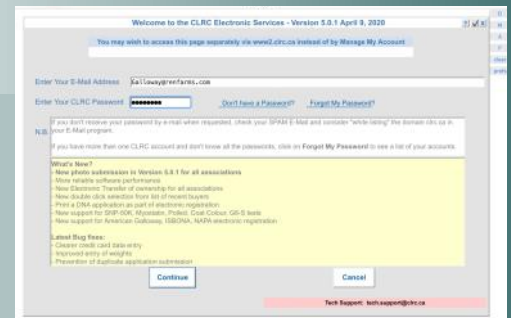 Welcome to the CLRC Electronic Services - Version 5.0.1 April 9, 2020
You may wish to access this page separately via www2.clrc.ca instead of by Manage My Account
Enter Your E-Mail Address Galloway@renfarms.com
Enter Your CLRC Password ●●●●●●●● Don't have a Password? Forgot My Password?
If you don't receive your password by e-mail when requested, check your SPAM E-Mail and consider "white-listing" the domain clrc.ca in
N.B. your E-Mail program.
If you have more than one CLRC account and don't know all the passwords, click on Forgot My Password to see a list of your accounts.
What's New?
- New photo submission in Version 5.0.1 for all associations
- More reliable software performance
- New Electronic Transfer of ownership for all associations
- New double click selection from list of recent buyers
- Print a DNA application as part of electronic registration
- New support for SNP-50K, Myostatin, Polled, Coat Colour, G6-S tests
- New support for American Galloway, ISBONA, NAPA electronic registration
Latest Bug fixes:
- Clearer credit card data entry
- Improved entry of weights
- Prevention of duplicate application submission
Continue Cancel
Tech Support: tech.support@clrc.ca